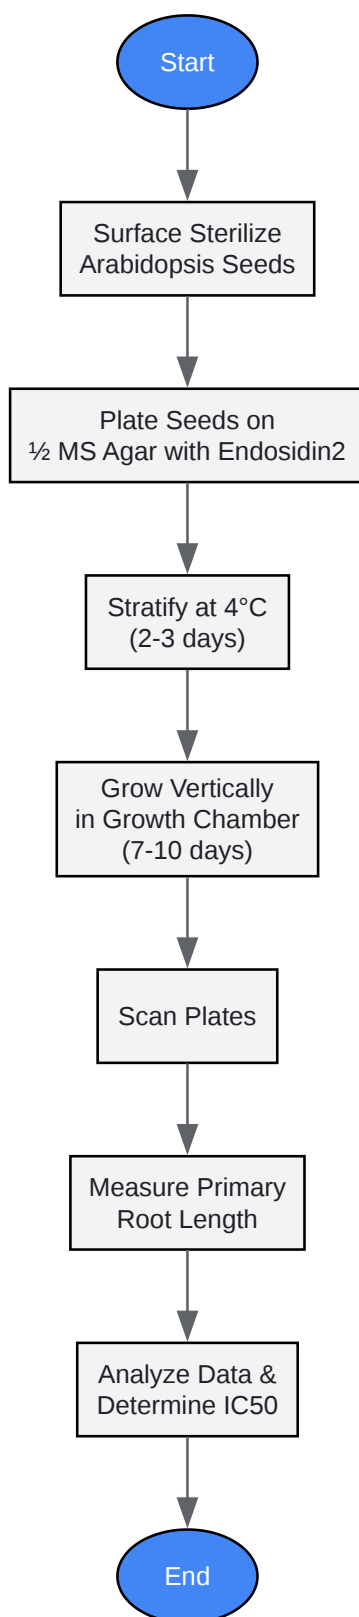 Start
Surface Sterilize
Arabidopsis Seeds
Plate Seeds on
½ MS Agar with Endosidin2
Stratify at 4°C
(2-3 days)
Grow Vertically
in Growth Chamber
(7-10 days)
Scan Plates
Measure Primary
Root Length
Analyze Data &
Determine IC50
End